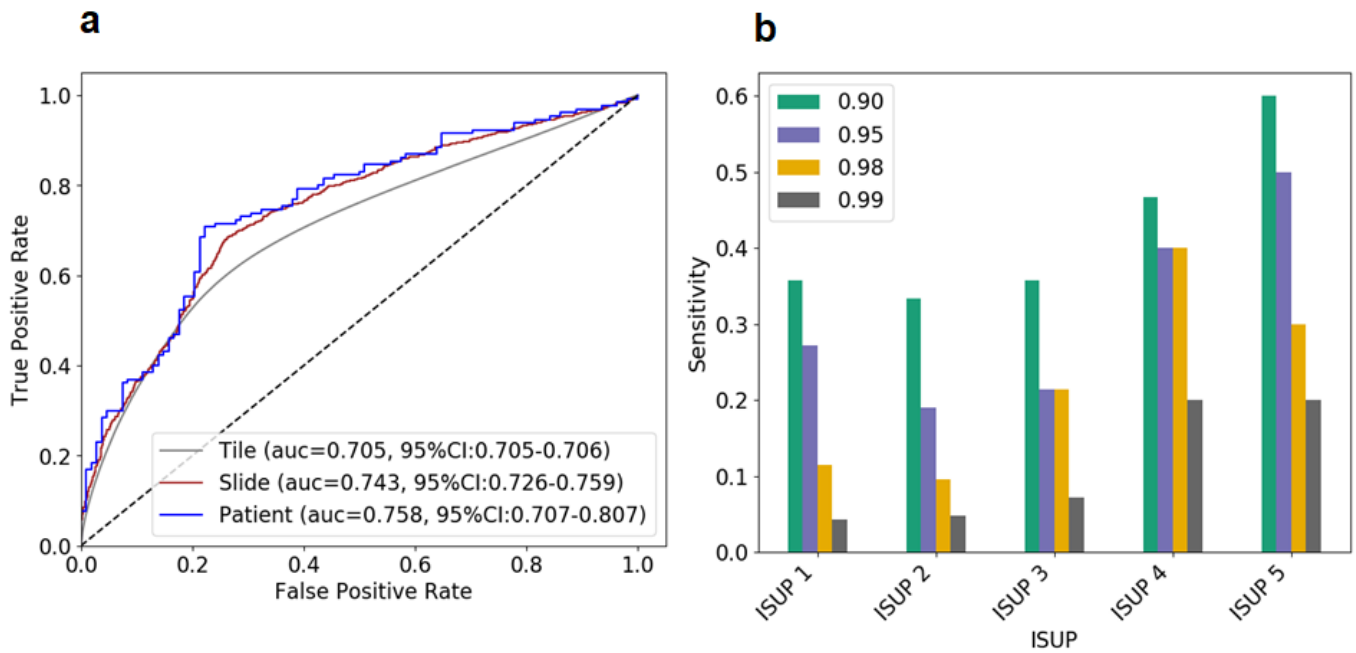 a
1.0
0.8
0.6
0.4
0.2
0.0
True Positive Rate
Tile (auc=0.705, 95%CI:0.705-0.706)
Slide (auc=0.743, 95%CI:0.726-0.759)
Patient (auc=0.758, 95%CI:0.707-0.807)
0.0 0.2 0.4 0.6 0.8 1.0
False Positive Rate
b
0.6
0.5
0.4
0.3
0.2
0.1
0.0
Sensitivity
0.90
0.95
0.98
0.99
ISUP 1
ISUP 2
ISUP 3
ISUP 4
ISUP 5
ISUP